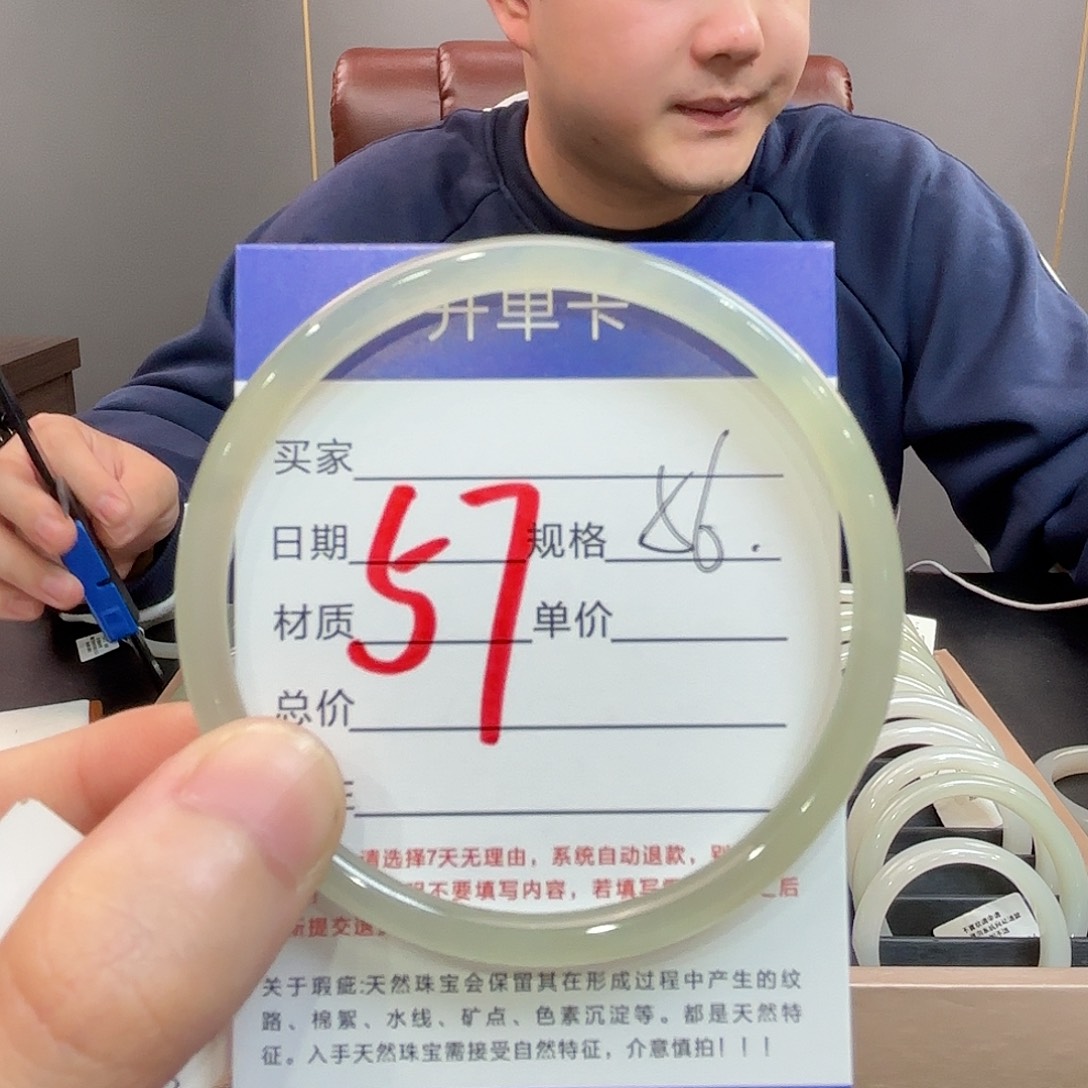 开单卡
买家
日期 57 规格 86.
材质 单价
总价
请选择7天无理由，系统自动退款，
不要填写内容，若填写 之后
提交退
关于瑕疵:天然珠宝会保留其在形成过程中产生的纹
路、棉絮、水线、矿点、色素沉淀等。都是天然特
征。入手天然珠宝需接受自然特征，介意慎拍！！！